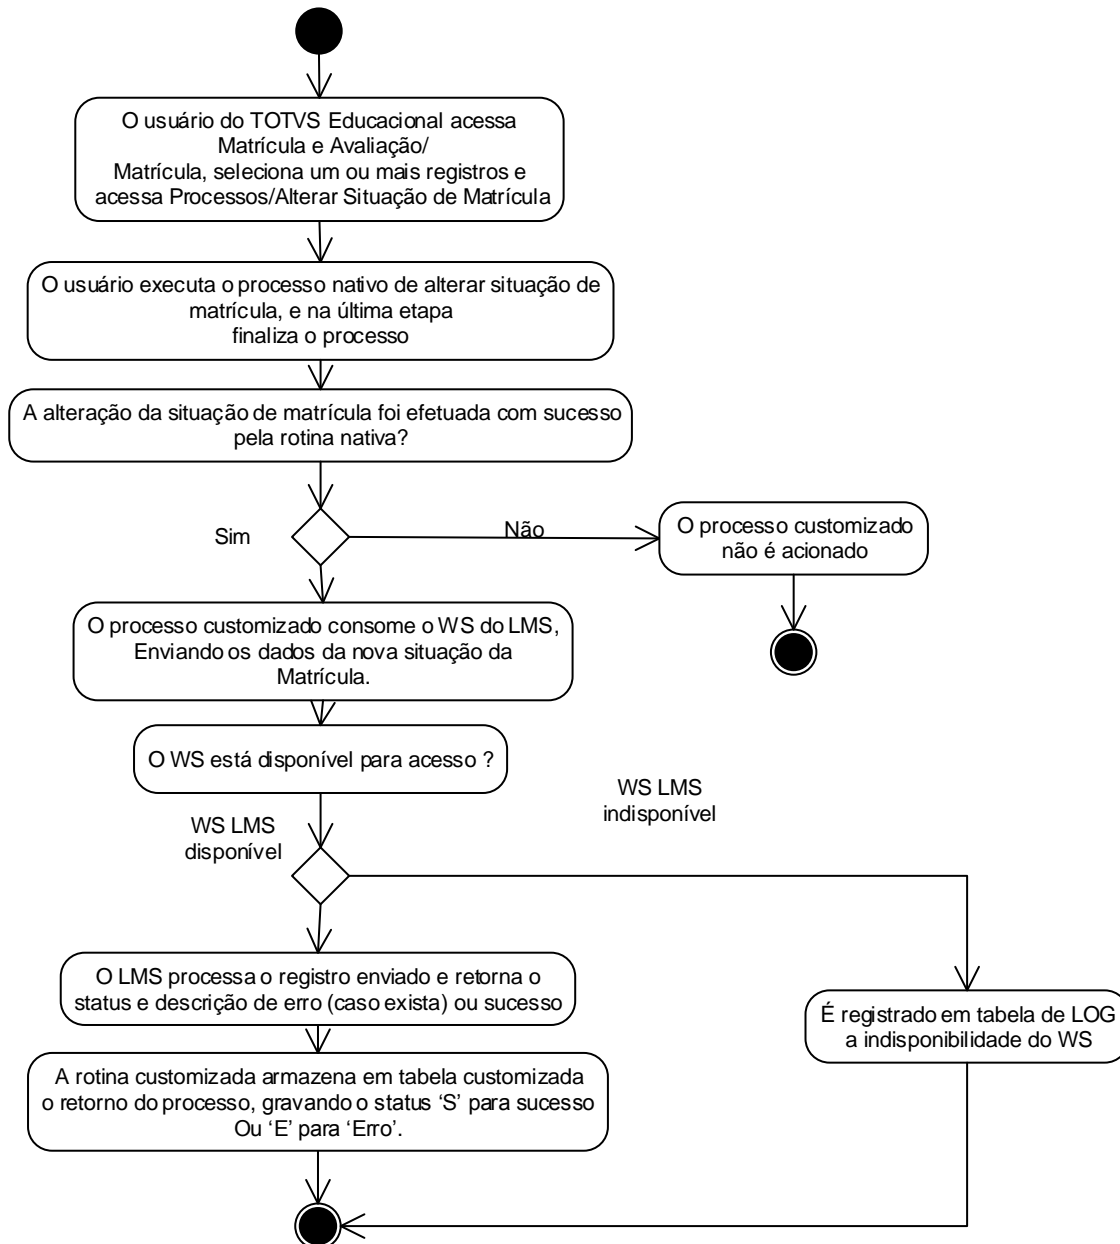 O usuário do TOTVS Educacional acessa
Matrícula e Avaliação/
Matrícula, seleciona um ou mais registros e
acessa Processos/Alterar Situação de Matrícula
O usuário executa o processo nativo de alterar situação de
matrícula, e na última etapa
finaliza o processo
A alteração da situação de matrícula foi efetuada com sucesso
pela rotina nativa?
Sim
Não
O processo customizado
não é acionado
O processo customizado consome o WS do LMS,
Enviando os dados da nova situação da
Matrícula.
O WS está disponível para acesso ?
WS LMS
disponível
WS LMS
indisponível
O LMS processa o registro enviado e retorna o
status e descrição de erro (caso exista) ou sucesso
É registrado em tabela de LOG
a indisponibilidade do WS
A rotina customizada armazena em tabela customizada
o retorno do processo, gravando o status ‘S’ para sucesso
Ou ‘E’ para ‘Erro’.